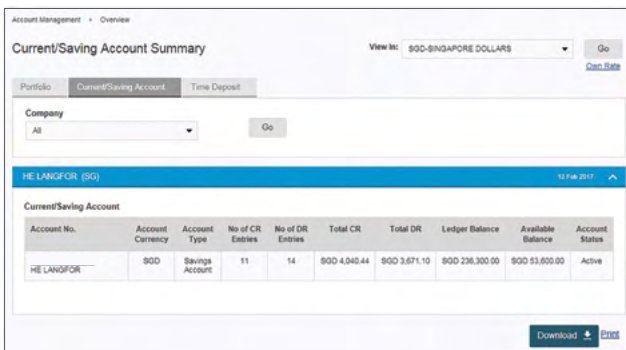 Account Management • Overview
Current/Saving Account Summary
View In: SGD-SINGAPORE DOLLARS Go
Own Rate
Portfolio Current/Saving Account Time Deposit
Company
All Go
HE LANGFOR (SG) 12 Feb 2017
Current/Saving Account
Account No. Account Currency Account Type No of CR Entries No of DR Entries Total CR Total DR Ledger Balance Available Balance Account Status
HE LANGFOR SGD Savings Account 11 14 SGD 4,040.44 SGD 3,671.10 SGD 236,300.00 SGD 53,600.00 Active
Download Print